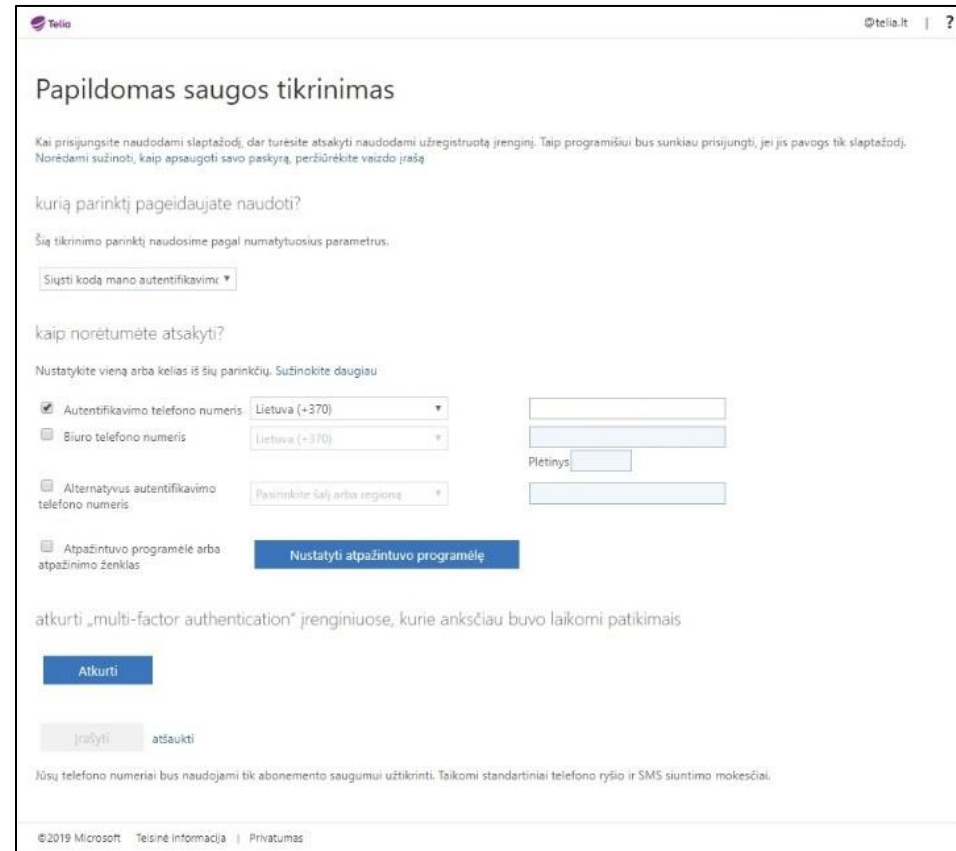 Telia
@telia.lt | ?
Papildomas saugos tikrinimas
Kai prisijungsite naudodami slaptažodį, dar turėsite atsakyti naudodami užregistruotą įrenginį. Taip programišiui bus sunkiau prisijungti, jei jis pavogs tik slaptažodį.
Norėdami sužinoti, kaip apsaugoti savo paskyrą, peržiūrėkite vaizdo įrašą
kurią parinktį pageidaujate naudoti?
Šią tikrinimo parinktį naudosime pagal numatytuosius parametrus.
Siųsti kodą mano autentifikavimo
kaip norėtumėte atsakyti?
Nustatykite vieną arba kelias iš šių parinkčių. Sužinokite daugiau
Autentifikavimo telefono numeris Lietuva (+370)
Biuro telefono numeris Lietuva (+370)
Plėtinys
Alternatyvus autentifikavimo Pasirinkite šalį arba regioną
telefono numeris
Atpažintuvo programėlė arba Nustatyti atpažintuvo programėlę
atpažinimo ženklas
atkurti „multi-factor authentication“ įrenginiuose, kurie anksčiau buvo laikomi patikimais
Atkurti
Įrašyti atšaukti
Jūsų telefono numeriai bus naudojami tik abonemento saugumui užtikrinti. Taikomi standartiniai telefono ryšio ir SMS siuntimo mokesčiai.
©2019 Microsoft Teisinė informacija | Privatumas